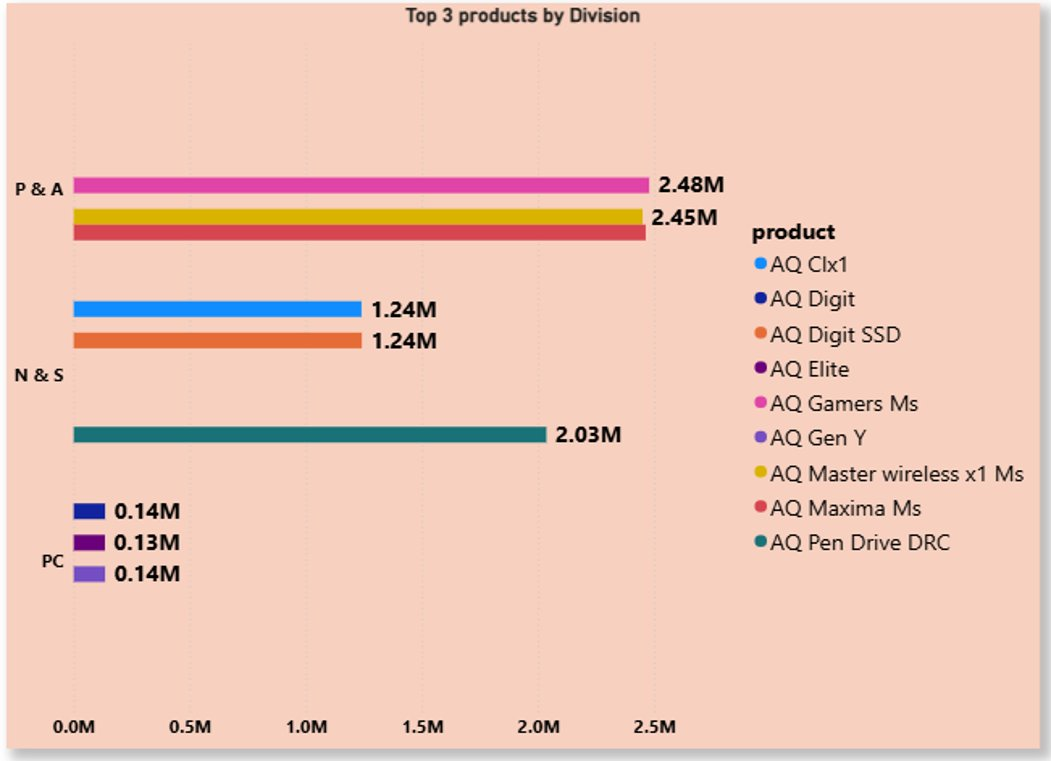 Top 3 products by Division
P & A
2.48M
2.45M
1.24M
1.24M
N & S
2.03M
0.14M
0.13M
PC
0.14M
0.0M 0.5M 1.0M 1.5M 2.0M 2.5M
product
AQ Clx1
AQ Digit
AQ Digit SSD
AQ Elite
AQ Gamers Ms
AQ Gen Y
AQ Master wireless x1 Ms
AQ Maxima Ms
AQ Pen Drive DRC